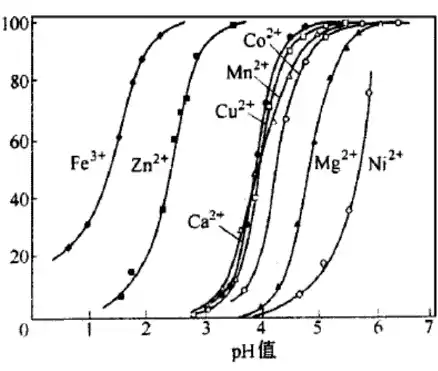 100
80
60
40
20
0 1 2 3 4 5 6 7
Fe³⁺
Zn²⁺
Ca²⁺
Cu²⁺
Mn²⁺
Co²⁺
Mg²⁺
Ni²⁺
pH值